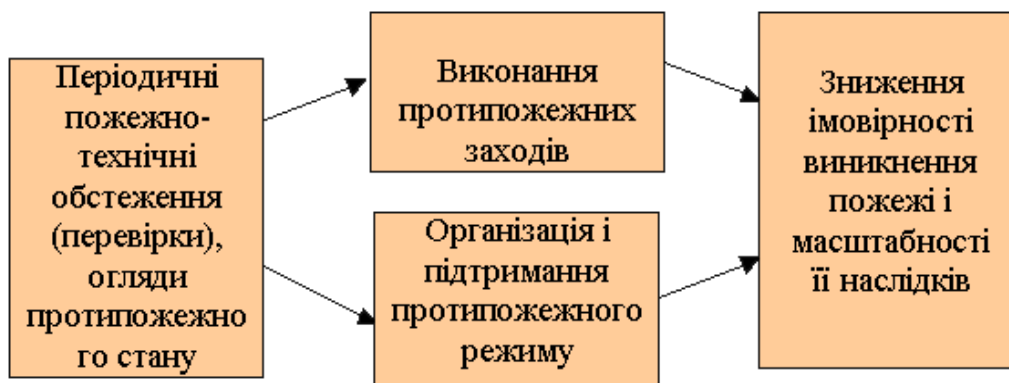 Періодичні
пожежно-
технічні
обстеження
(перевірки),
огляди
протипожежно
го стану
Виконання
протипожежних
заходів
Організація і
підтримання
протипожежного
режиму
Зниження
імовірності
виникнення
пожежі і
масштабності
її наслідків